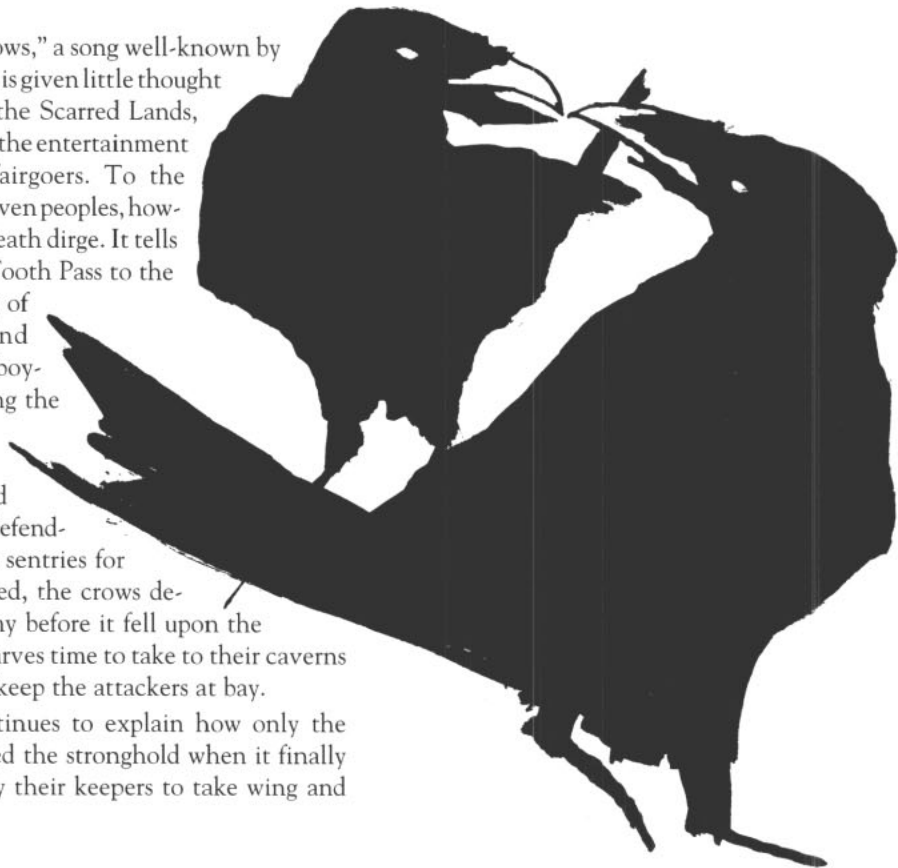 ows,” a song well-known by
is given little thought
the Scarred Lands,
the entertainment
fairgoers. To the
ven peoples, how-
eath dirge. It tells
Tooth Pass to the
of
nd
boy-
ng the
d
efend-
sentries for
ed, the crows de-
ny before it fell upon the
arves time to take to their caverns
keep the attackers at bay.
tinues to explain how only the
ed the stronghold when it finally
y their keepers to take wing and